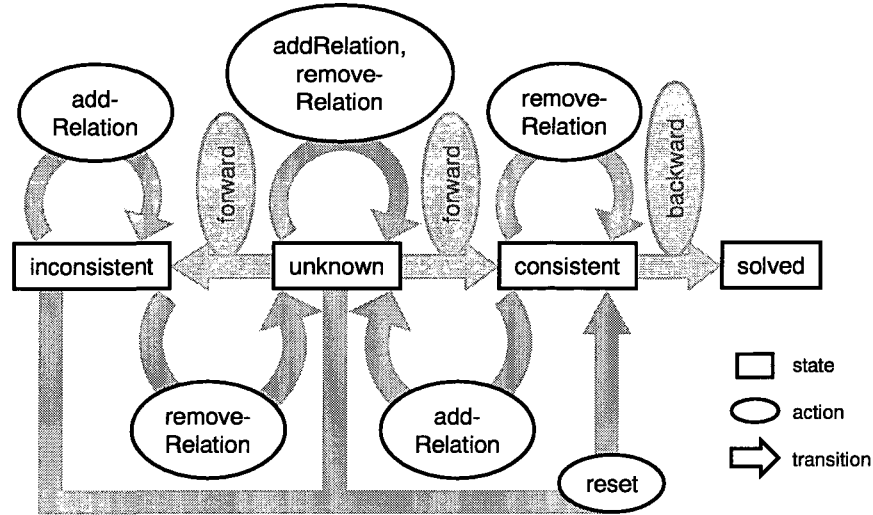 addRelation,
remove-
Relation
add-
Relation
remove-
Relation
forward
forward
backward
inconsistent
unknown
consistent
solved
remove-
Relation
add-
Relation
reset
state
action
transition